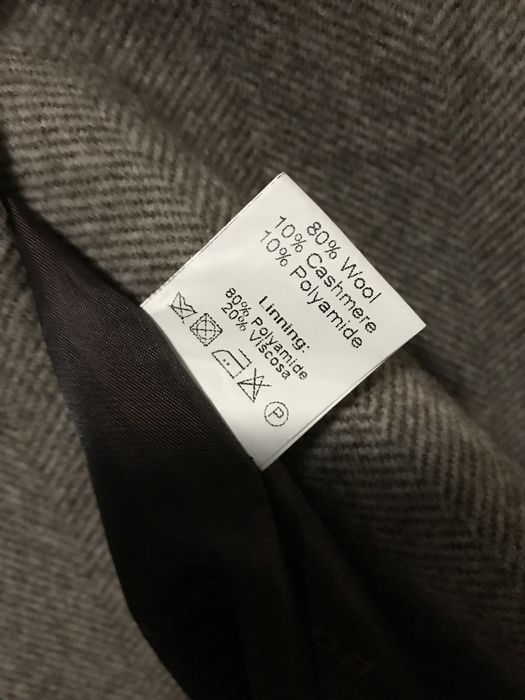 80% Wool
10% Cashmere
10% Polyamide
Linning:
80% Polyamide
20% Viscosa
P